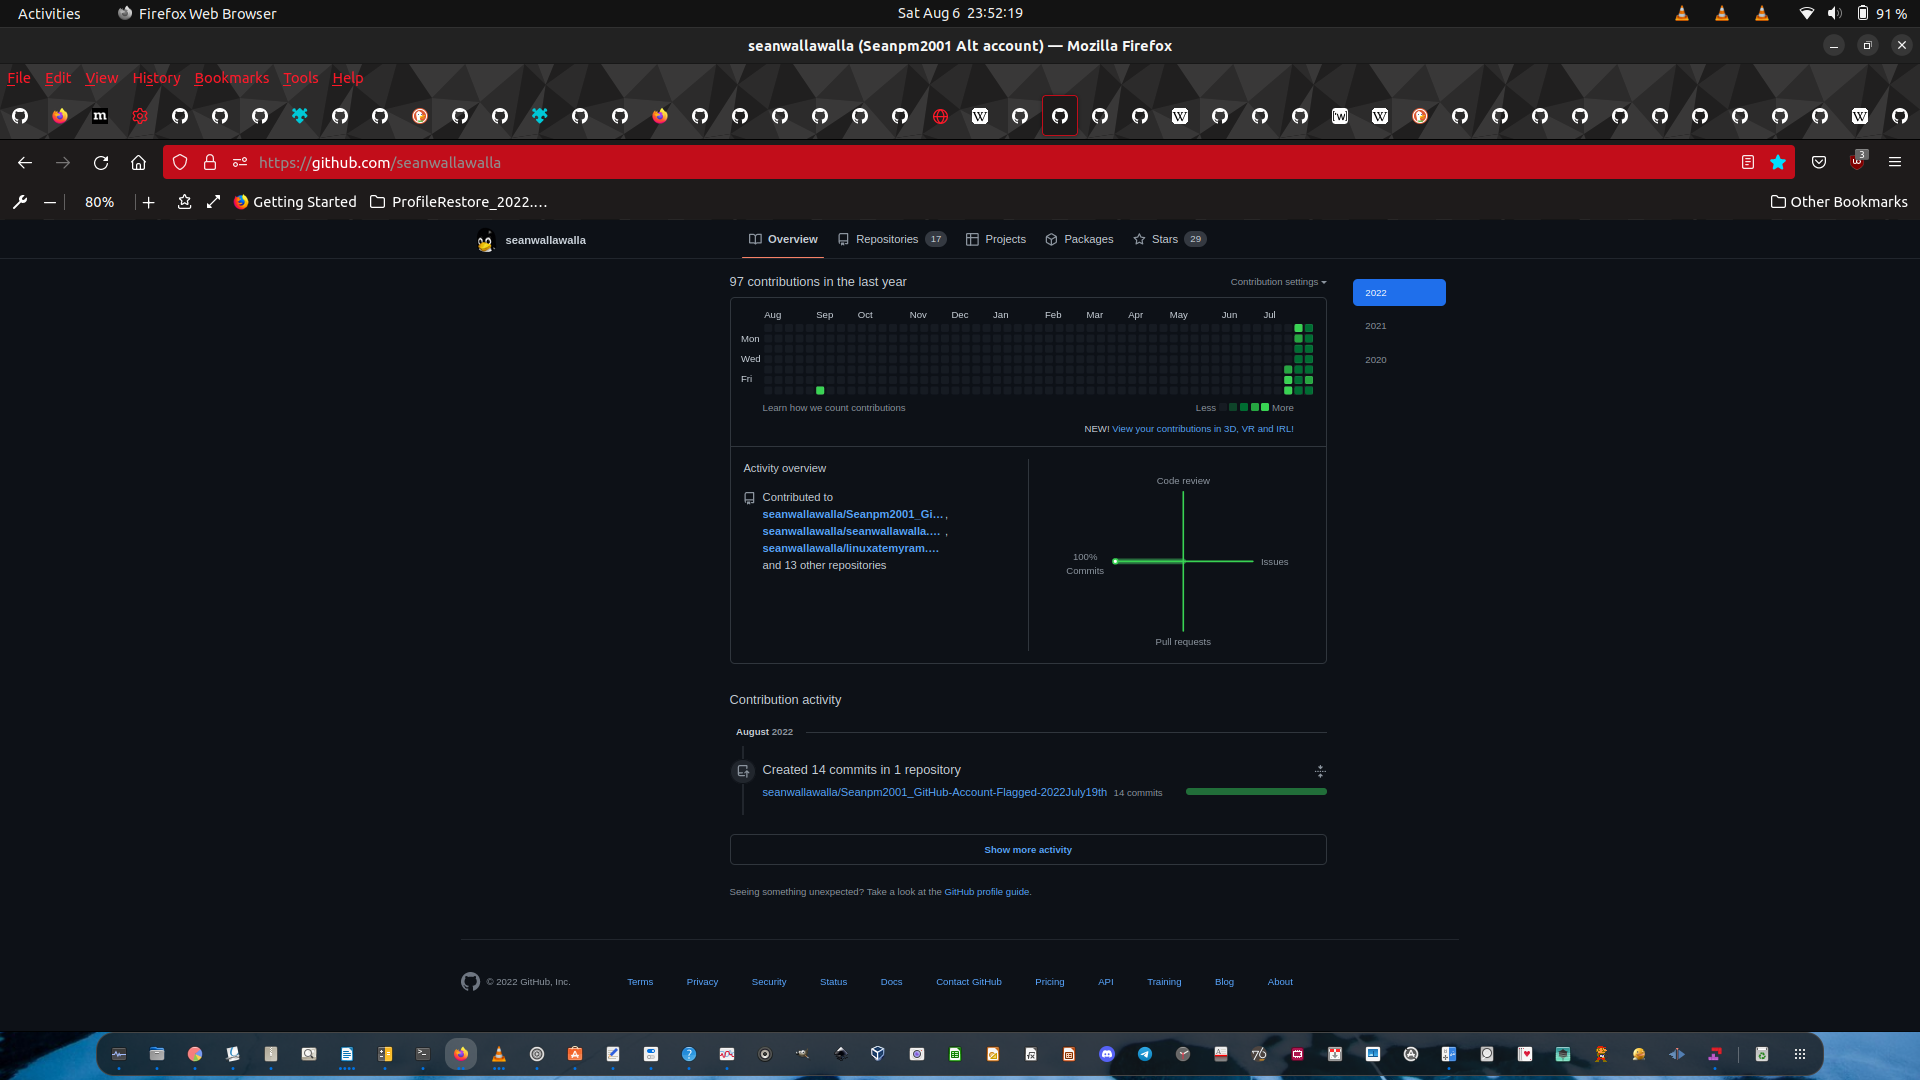 Activities
Firefox Web Browser
Sat Aug 6 23:52:19
91 %
seanwallawalla (Seanpm2001 Alt account) — Mozilla Firefox
File Edit View History Bookmarks Tools Help
https://github.com/seanwallawalla
3
80%
Getting Started
ProfileRestore_2022.…
Other Bookmarks
seanwallawalla
Overview
Repositories 17
Projects
Packages
Stars 29
97 contributions in the last year
Contribution settings
2022
2021
2020
Aug Sep Oct Nov Dec Jan Feb Mar Apr May Jun Jul
Mon
Wed
Fri
Learn how we count contributions
Less More
NEW! View your contributions in 3D, VR and IRL!
Activity overview
Contributed to
seanwallawalla/Seanpm2001_Gi… ,
seanwallawalla/seanwallawalla.… ,
seanwallawalla/linuxatemyram.…
and 13 other repositories
Code review
100%
Commits
Issues
Pull requests
Contribution activity
August 2022
Created 14 commits in 1 repository
seanwallawalla/Seanpm2001_GitHub-Account-Flagged-2022July19th 14 commits
Show more activity
Seeing something unexpected? Take a look at the GitHub profile guide.
© 2022 GitHub, Inc.
Terms
Privacy
Security
Status
Docs
Contact GitHub
Pricing
API
Training
Blog
About